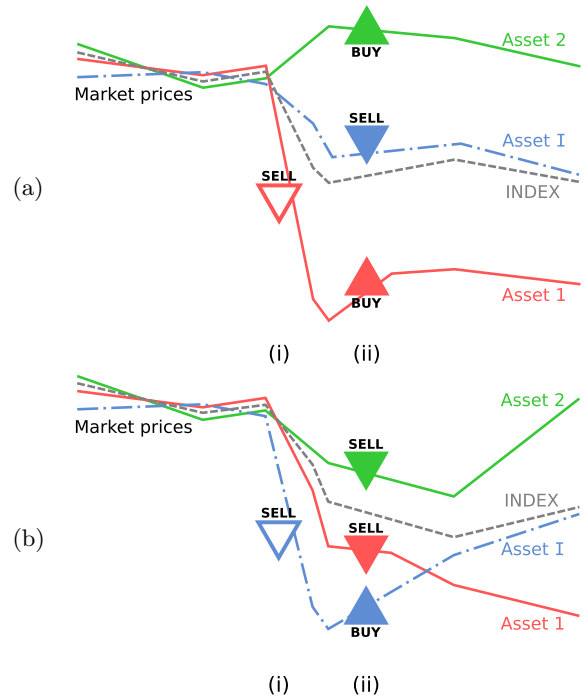 Asset 2
BUY
Market prices
SELL
Asset I
SELL
(a)
INDEX
BUY
Asset 1
(i)
(ii)
Asset 2
Market prices
SELL
INDEX
SELL
SELL
(b)
Asset I
Asset 1
BUY
(i)
(ii)